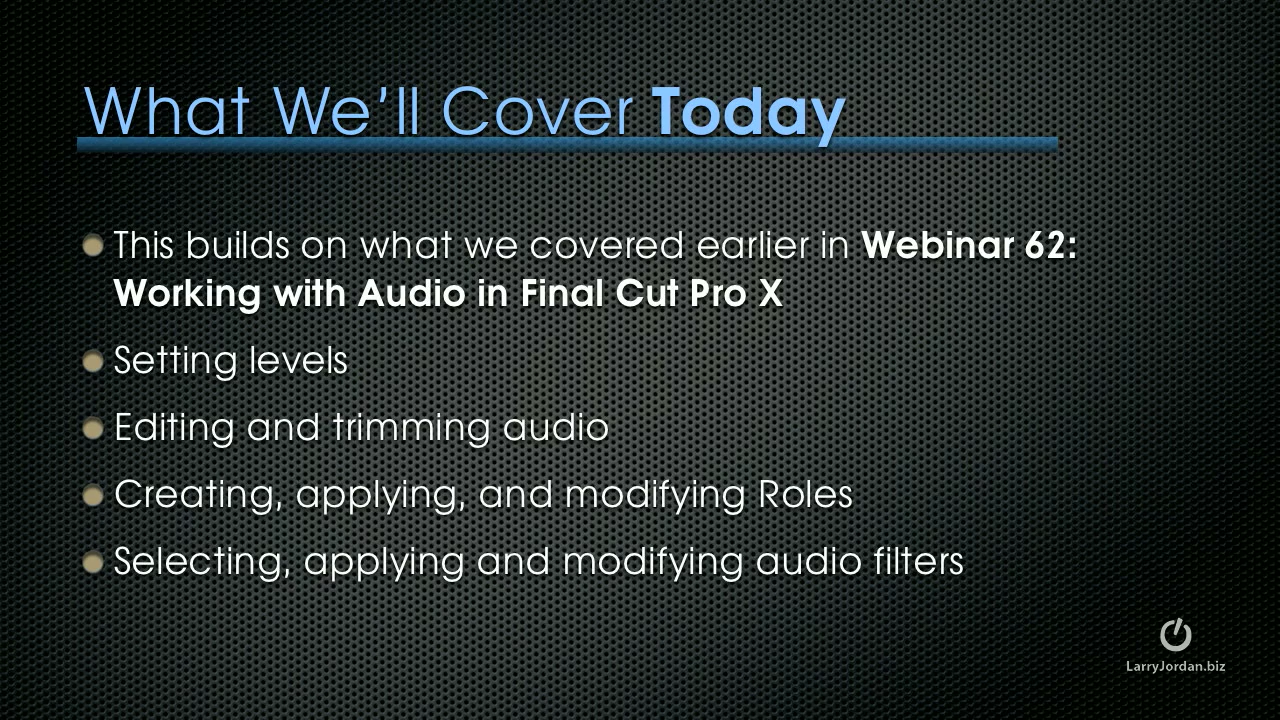 What We’ll Cover Today
This builds on what we covered earlier in Webinar 62:
Working with Audio in Final Cut Pro X
Setting levels
Editing and trimming audio
Creating, applying, and modifying Roles
Selecting, applying and modifying audio filters
LarryJordan.biz